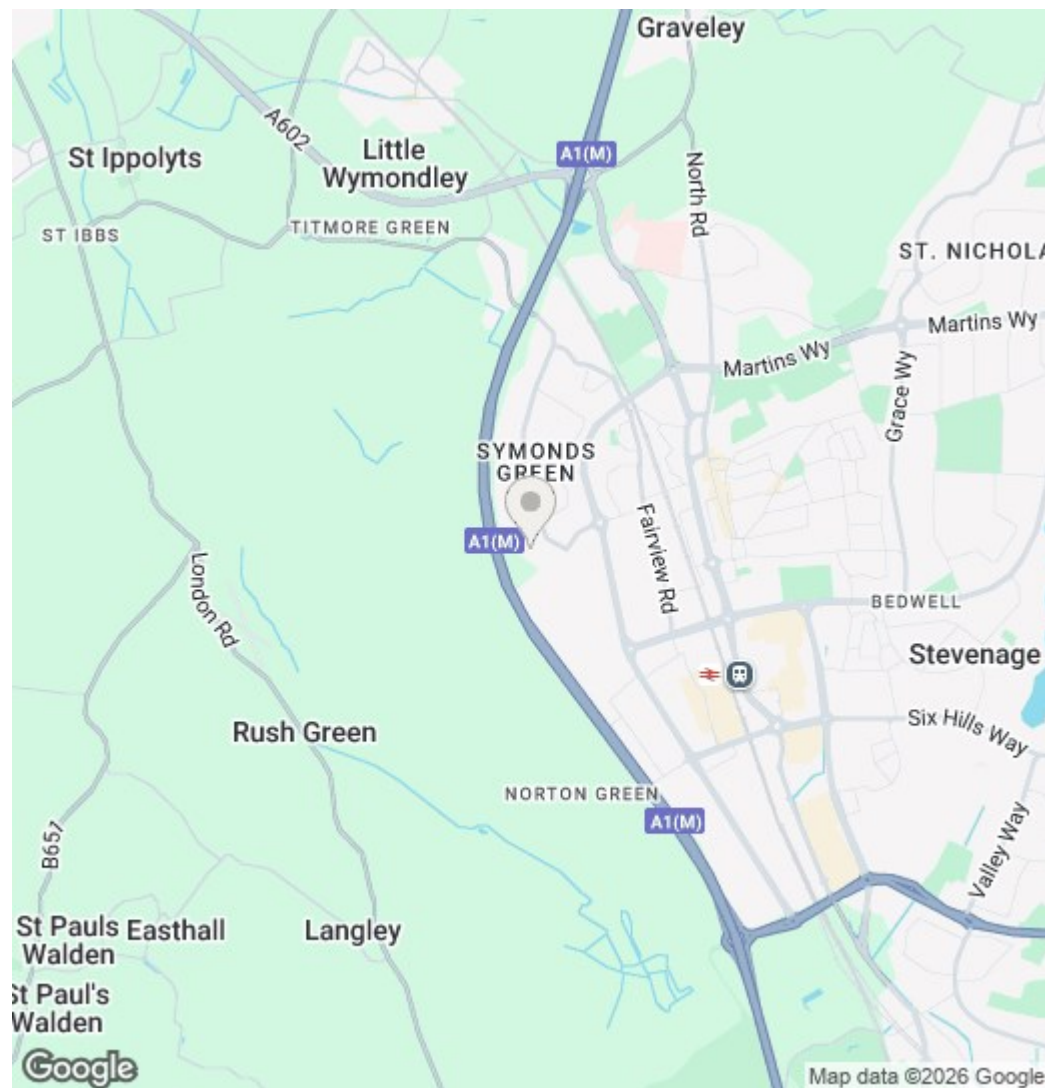 Graveley
A602
A1(M)
St Ippolyts
Little
Wymondley
North Rd
ST IBBS
TITMORE GREEN
ST. NICHOLA
Martins Wy
Martins Wy
Grace Wy
SYMONDS
GREEN
Fairview Rd
A1(M)
London Rd
BEDWELL
Stevenage
Six Hills Way
Rush Green
NORTON GREEN
A1(M)
B657
Valley Way
St Pauls
Walden
Easthall
Langley
St Paul's
Walden
Google
Map data ©2026 Google